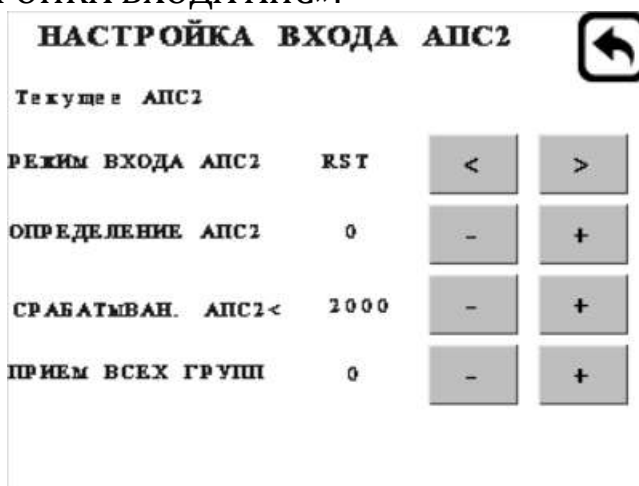 НАСТРОЙКА ВХОДА АПС2
Текущее АПС2
РЕЖИМ ВХОДА АПС2 RST < >
ОПРЕДЕЛЕНИЕ АПС2 0 - +
СРАБАТЫВАН. АПС2< 2000 - +
ПРИЕМ ВСЕХ ГРУПП 0 - +